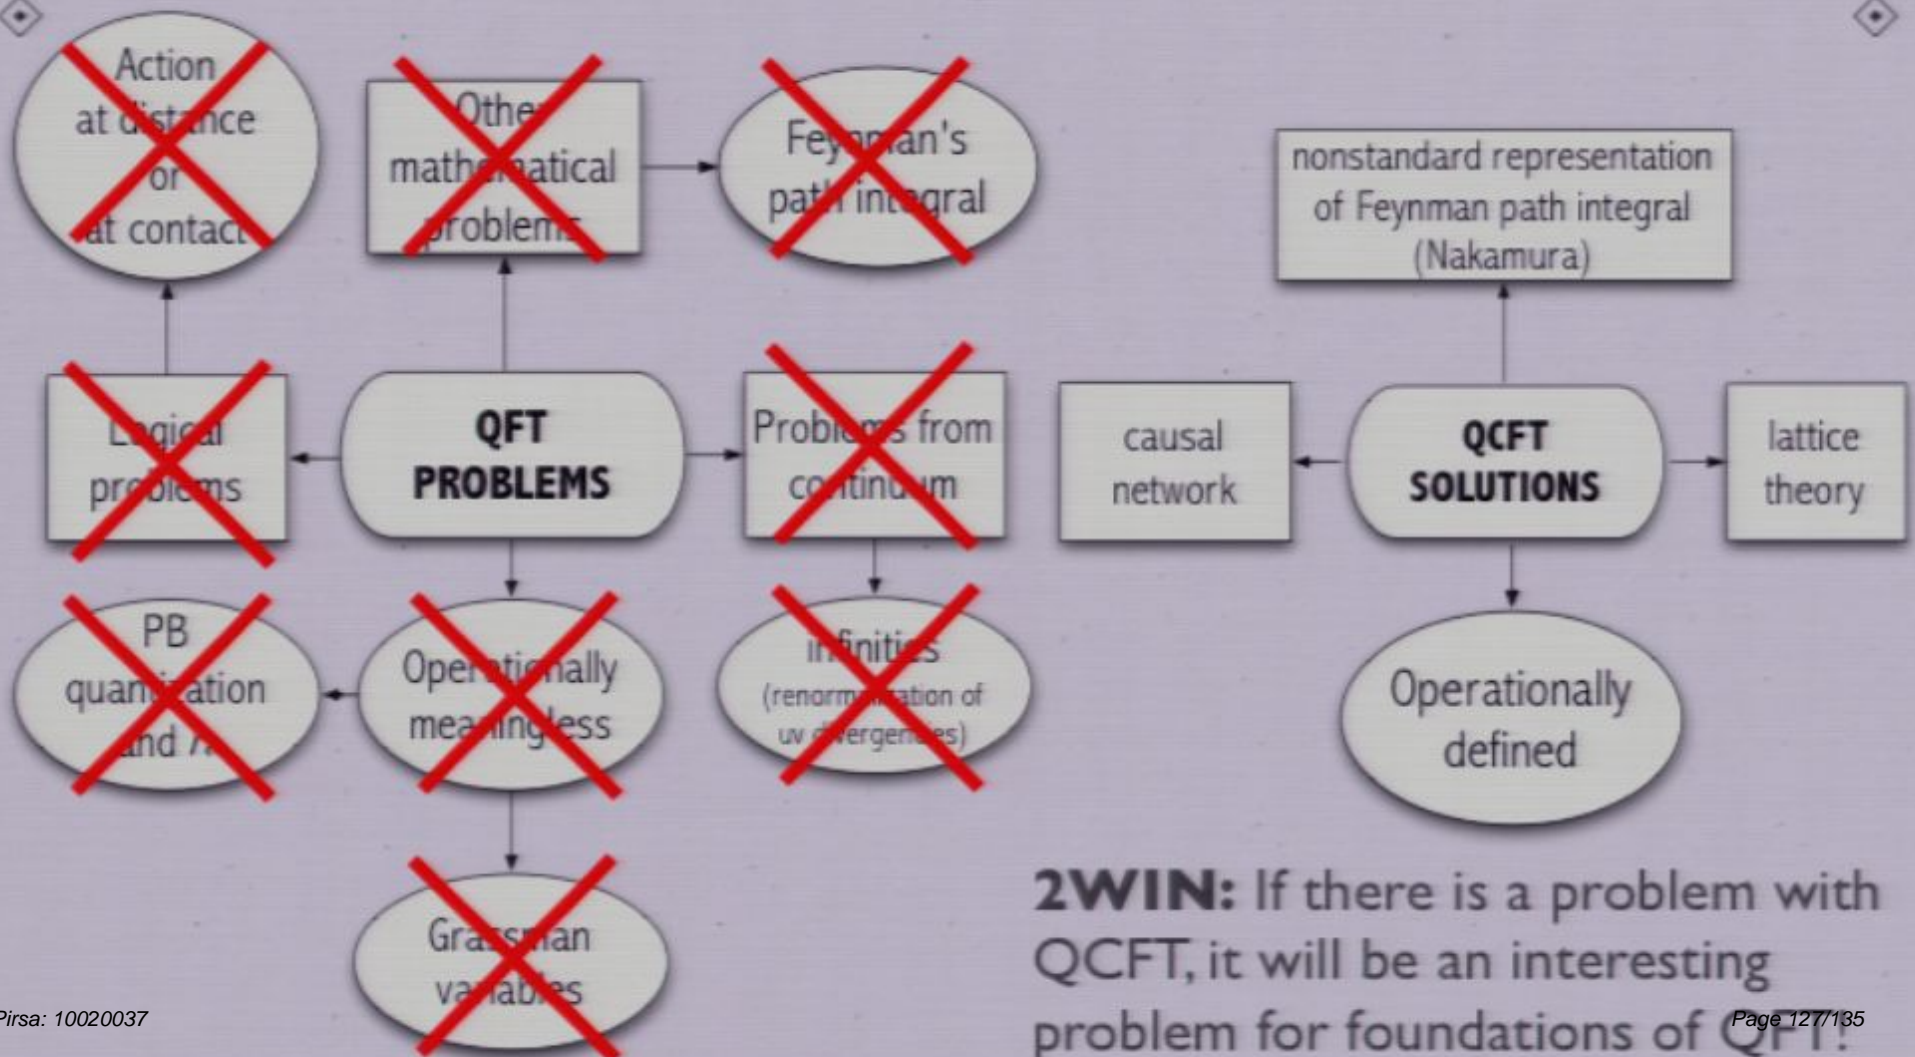 Action
at distance
or
at contact
Other
mathematical
problems
Feynman's
path integral
nonstandard representation
of Feynman path integral
(Nakamura)
Logical
problems
QFT
PROBLEMS
Problems from
continuum
causal
network
QCFT
SOLUTIONS
lattice
theory
PB
quantization
and
Operationally
meaningless
infinities
(renormalization of
uv divergencies)
Operationally
defined
Grassman
variables
2WIN: If there is a problem with
QCFT, it will be an interesting
problem for foundations of QFT!
Pirsa: 10020037
Page 127/135